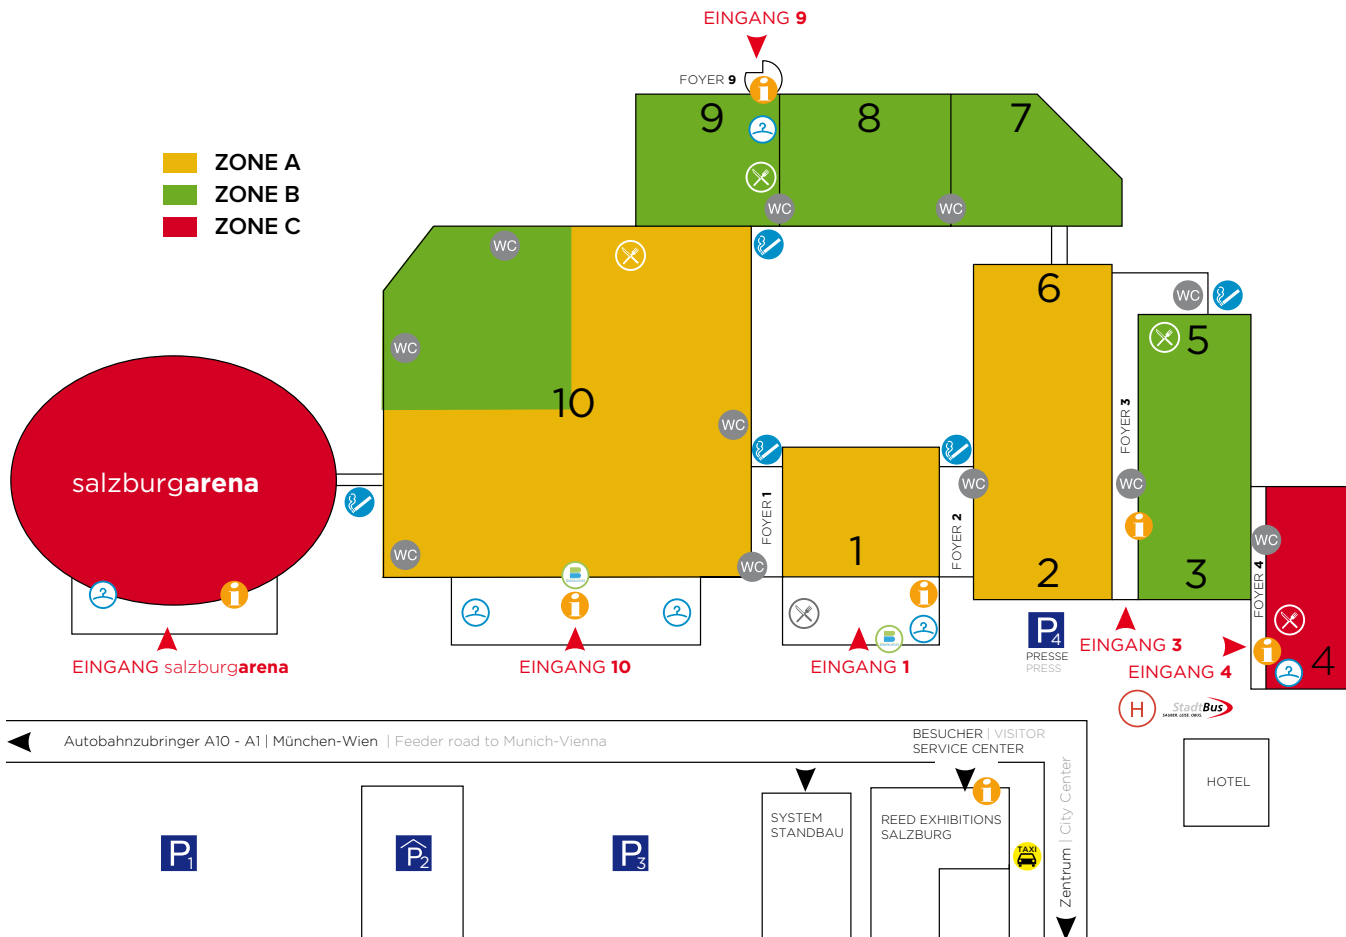 EINGANG 9
FOYER 9
9
8
7
ZONE A
ZONE B
ZONE C
WC
WC
WC
6
WC
5
WC
10
FOYER 3
WC
salzburgarena
WC
WC
FOYER 1
FOYER 2
WC
WC
WC
1
2
3
FOYER 4
4
P4
PRESSE
PRESS
EINGANG salzburgarena
EINGANG 10
EINGANG 1
EINGANG 3
EINGANG 4
H
StadtBus
Autobahnzubringer A10 - A1 | München-Wien | Feeder road to Munich-Vienna
BESUCHER | VISITOR
SERVICE CENTER
Zentrum | City Center
HOTEL
SYSTEM
STANDBAU
REED EXHIBITIONS
SALZBURG
TAXI
P1
P2
P3